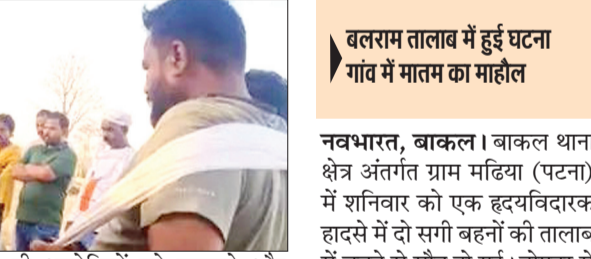 बलराम तालाब में हुई घटना
गांव में मातम का माहौल
नवभारत, बाकल। बाकल थाना
क्षेत्र अंतर्गत ग्राम मढिया (पटना)
में शनिवार को एक हृदयविदारक
हादसे में दो सगी बहनों की तालाब